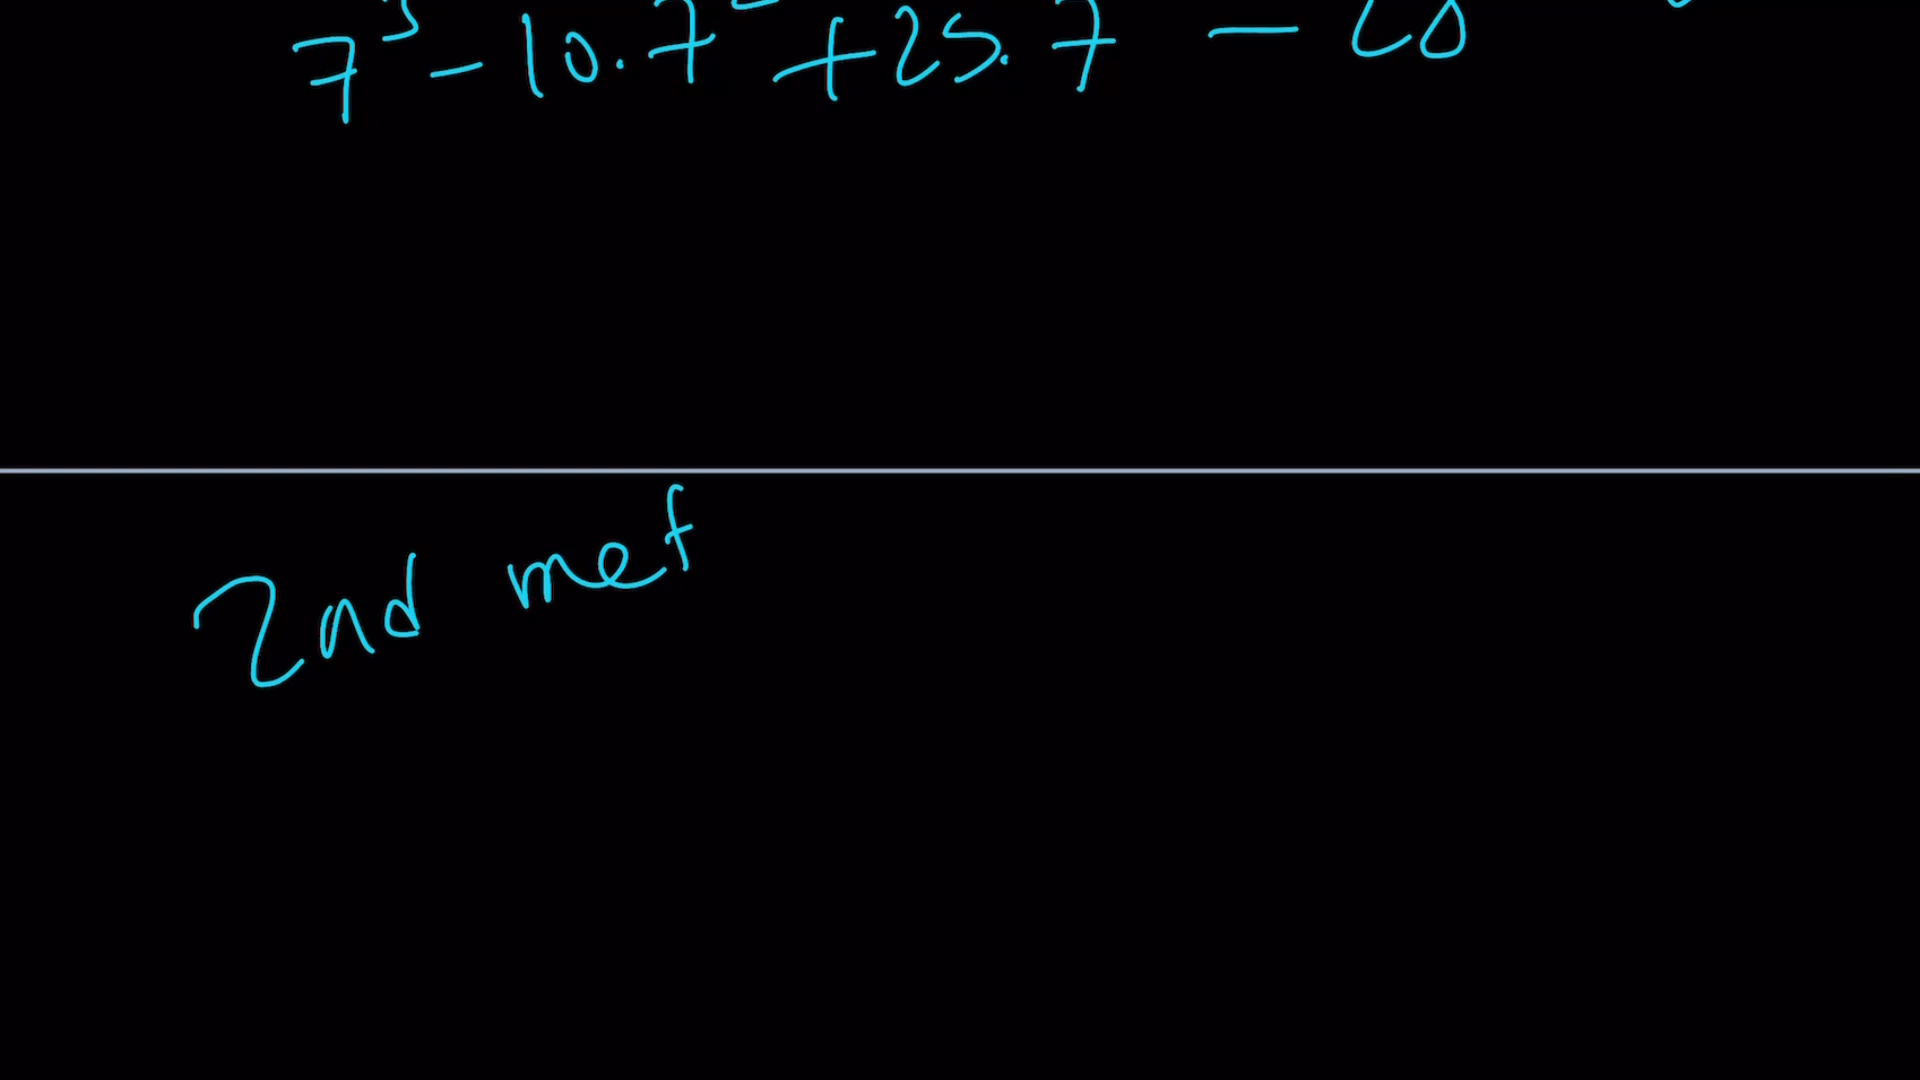 7³ - 10.7² + 25.7 - 28
2nd met